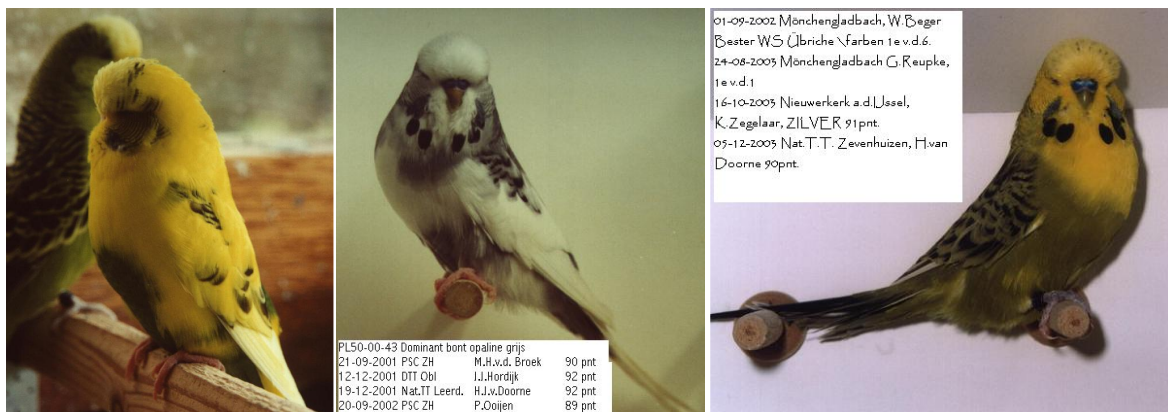 PL50-00-43 Dominant bont opaline grijs
21-09-2001 PSC ZH M.H.v.d. Broek 90 pnt
12-12-2001 DTT Obl J.J.Hordijk 92 pnt
19-12-2001 Nat.TT Leerd. H.J.v.Doorne 92 pnt
20-09-2002 PSC ZH P.Ooijen 89 pnt
01-09-2002 Mönchengladbach, W.Beger
Bester WS Übriche \farben 1e v.d.6.
24-08-2003 Mönchengladbach G.Reupke,
1e v.d.1
16-10-2003 Nieuwerkerk a.d.IJssel,
K.Zegelaar, ZILVER 91pnt.
05-12-2003 Nat.T.T. Zevenhuizen, H.van
Doorne 90pnt.